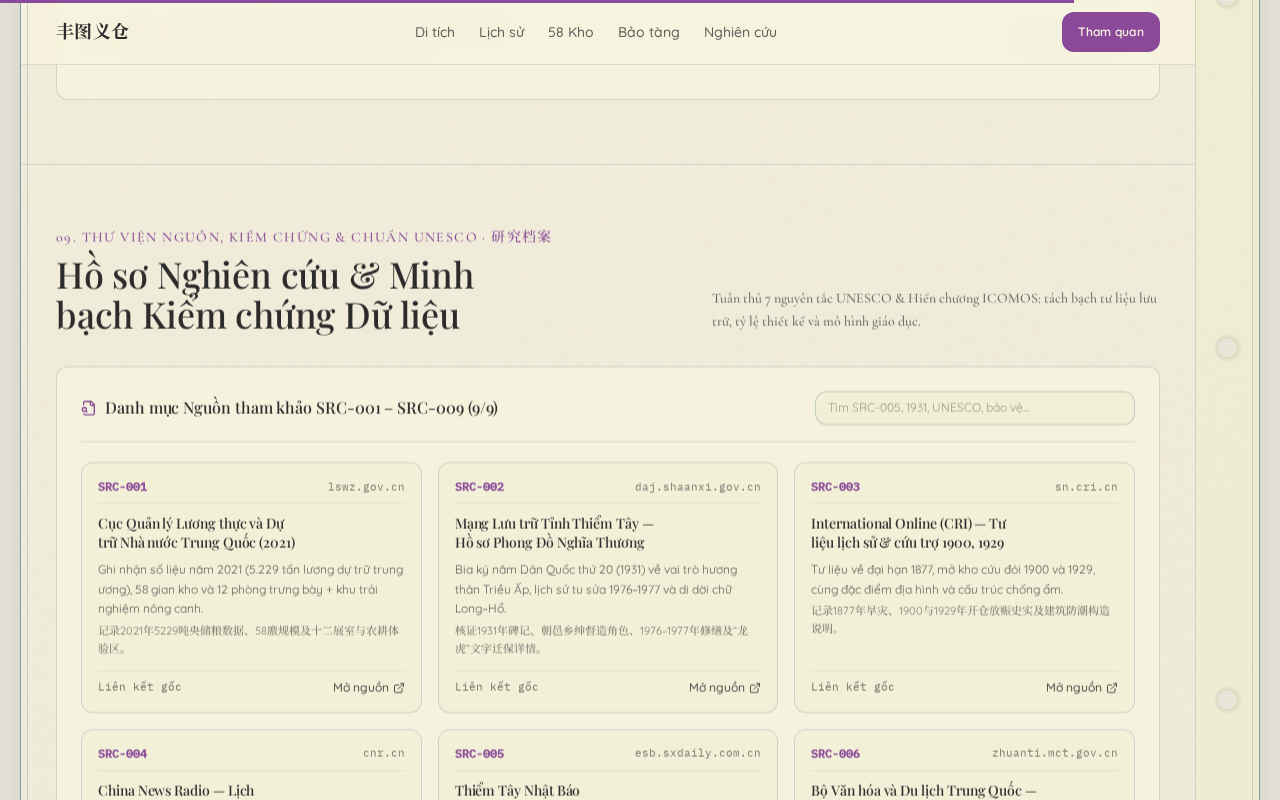 丰图义仓
Di tích
Lịch sử
58 Kho
Bảo tàng
Nghiên cứu
Tham quan
09. THƯ VIỆN NGUỒN, KIỂM CHỨNG & CHUẨN UNESCO · 研究档案
Hồ sơ Nghiên cứu & Minh
bạch Kiểm chứng Dữ liệu
Tuân thủ 7 nguyên tắc UNESCO & Hiến chương ICOMOS: tách bạch tư liệu lưu
trữ, tỷ lệ thiết kế và mô hình giáo dục.
Danh mục Nguồn tham khảo SRC-001 – SRC-009 (9/9)
Tìm SRC-005, 1931, UNESCO, bảo vệ...
SRC-001
lswz.gov.cn
Cục Quản lý Lương thực và Dự
trữ Nhà nước Trung Quốc (2021)
Ghi nhận số liệu năm 2021 (5.229 tấn lương dự trữ trung
ương), 58 gian kho và 12 phòng trưng bày + khu trải
nghiệm nông canh.
记录2021年5229吨央储粮数据、58廒规模及十二展室与农耕体
验区。
Liên kết gốc
Mở nguồn
SRC-002
daj.shaanxi.gov.cn
Mạng Lưu trữ Tỉnh Thiểm Tây —
Hồ sơ Phong Đồ Nghĩa Thương
Bia ký năm Dân Quốc thứ 20 (1931) về vai trò hương
thân Triều Ấp, lịch sử tu sửa 1976–1977 và di dời chữ
Long–Hổ.
核证1931年碑记、朝邑乡绅督造角色、1976–1977年修缮及“龙
虎”文字迁保详情。
Liên kết gốc
Mở nguồn
SRC-003
sn.cri.cn
International Online (CRI) — Tư
liệu lịch sử & cứu trợ 1900, 1929
Tư liệu về đại hạn 1877, mở kho cứu đói 1900 và 1929,
cùng đặc điểm địa hình và cấu trúc chống ẩm.
记录1877年旱灾、1900与1929年开仓放赈史实及建筑防潮构造
说明。
Liên kết gốc
Mở nguồn
SRC-004
cnr.cn
China News Radio — Lịch
SRC-005
esb.sxdaily.com.cn
Thiểm Tây Nhật Báo
SRC-006
zhuanti.mct.gov.cn
Bộ Văn hóa và Du lịch Trung Quốc —